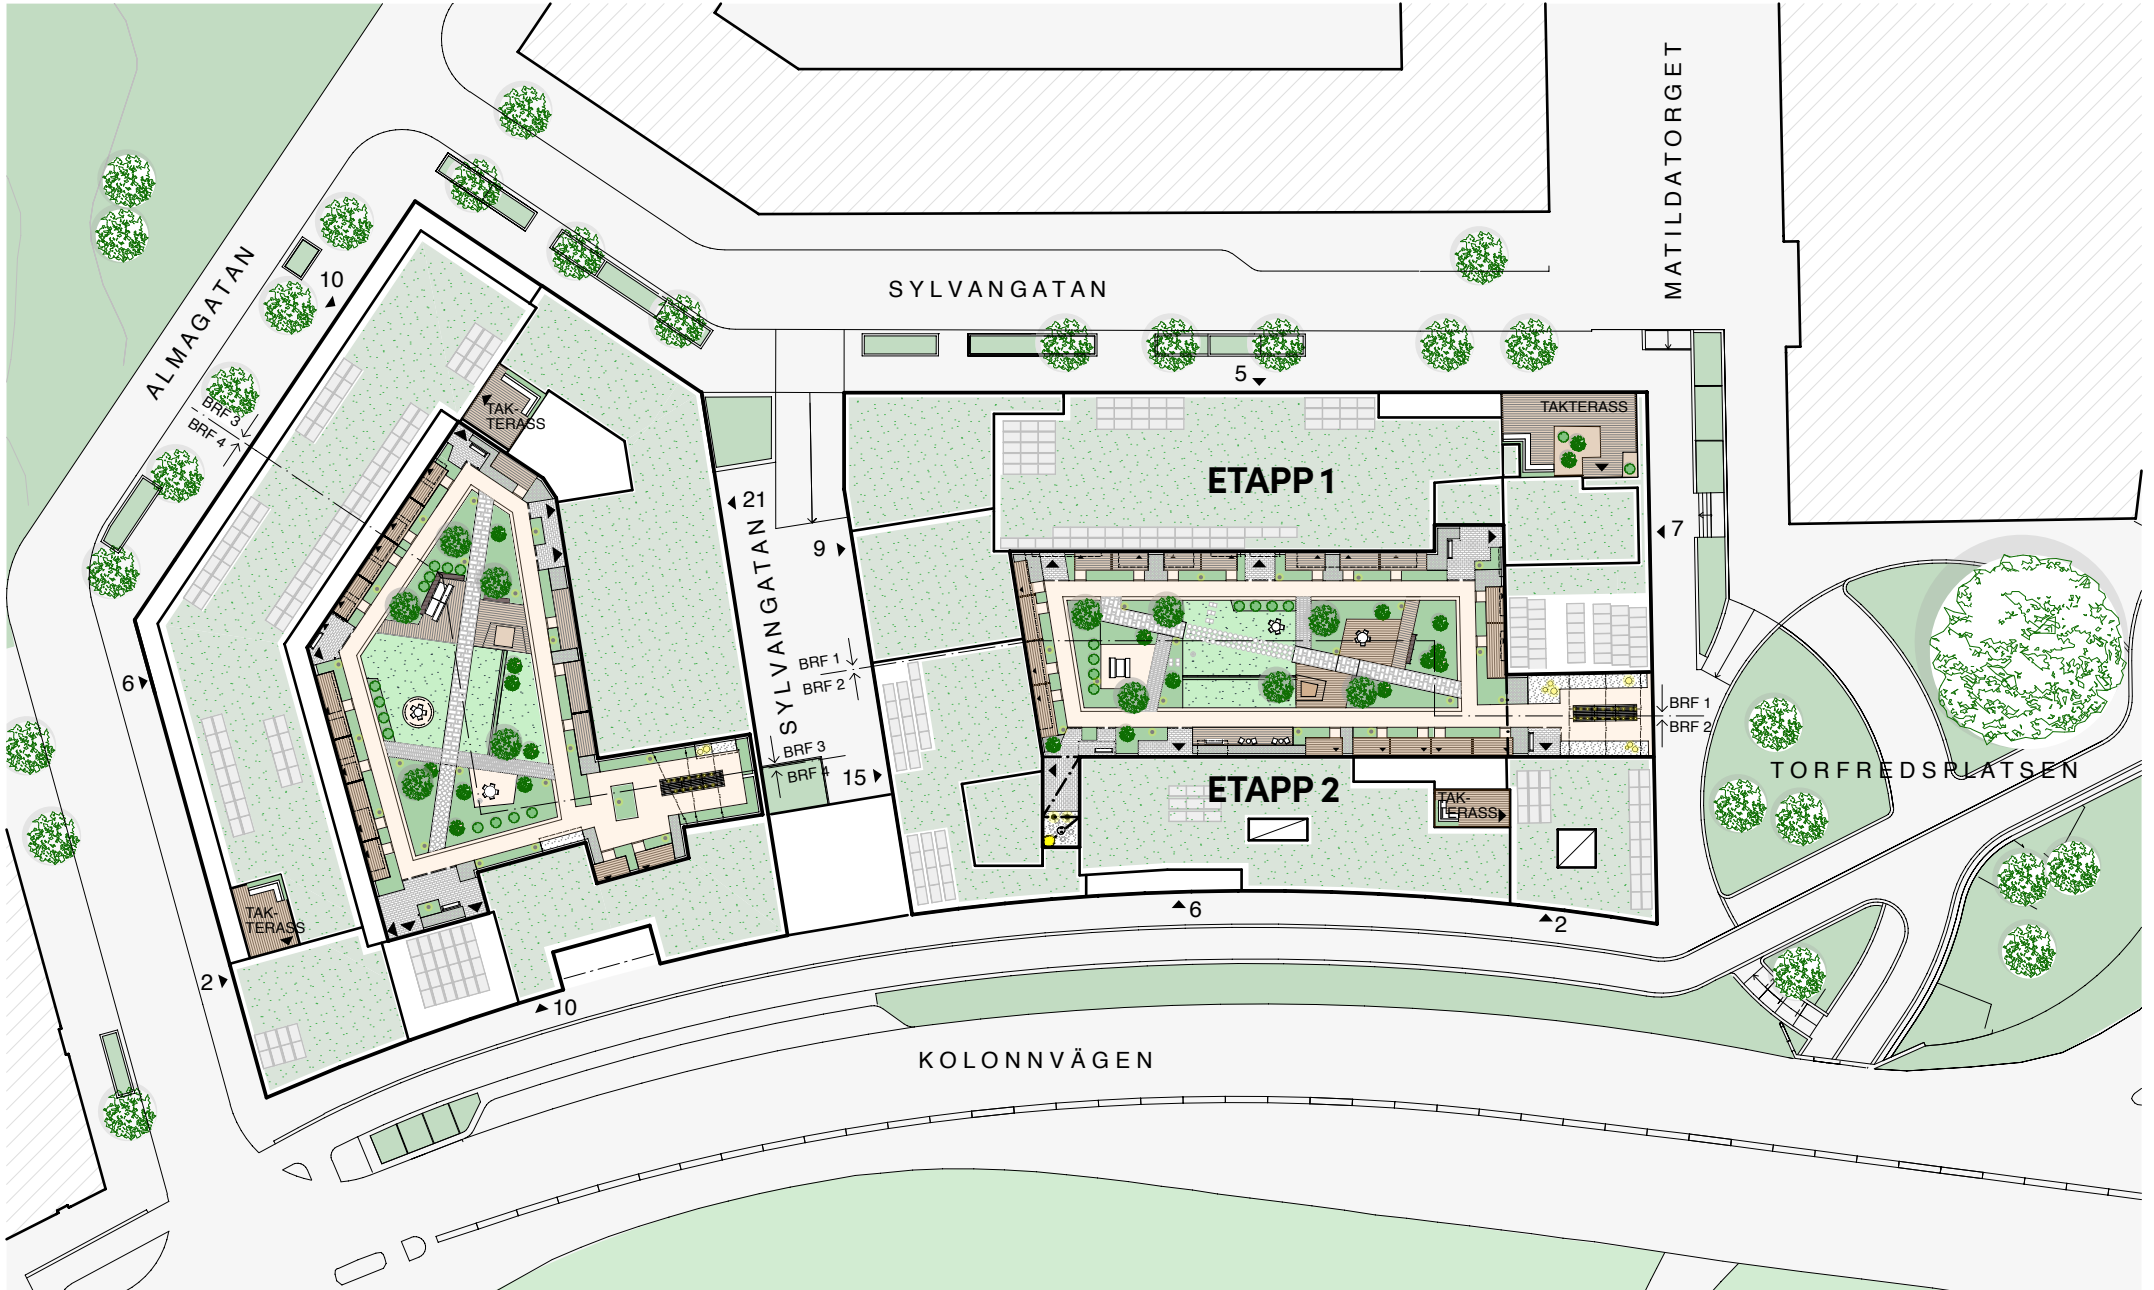 MATILDATORGET
ALMAGATAN
10
SYLVANGATAN
5
BRF 3
BRF 4
TAK-
TERASS
TAKTERASS
ETAPP 1
21
SYLVANGATAN
9
7
6
BRF 1
BRF 2
BRF 1
BRF 2
BRF 3
BRF 4
15
TORFREDSPLATSEN
ETAPP 2
TAK-
TERASS
TAK-
TERASS
6
2
2
10
KOLONNVÄGEN